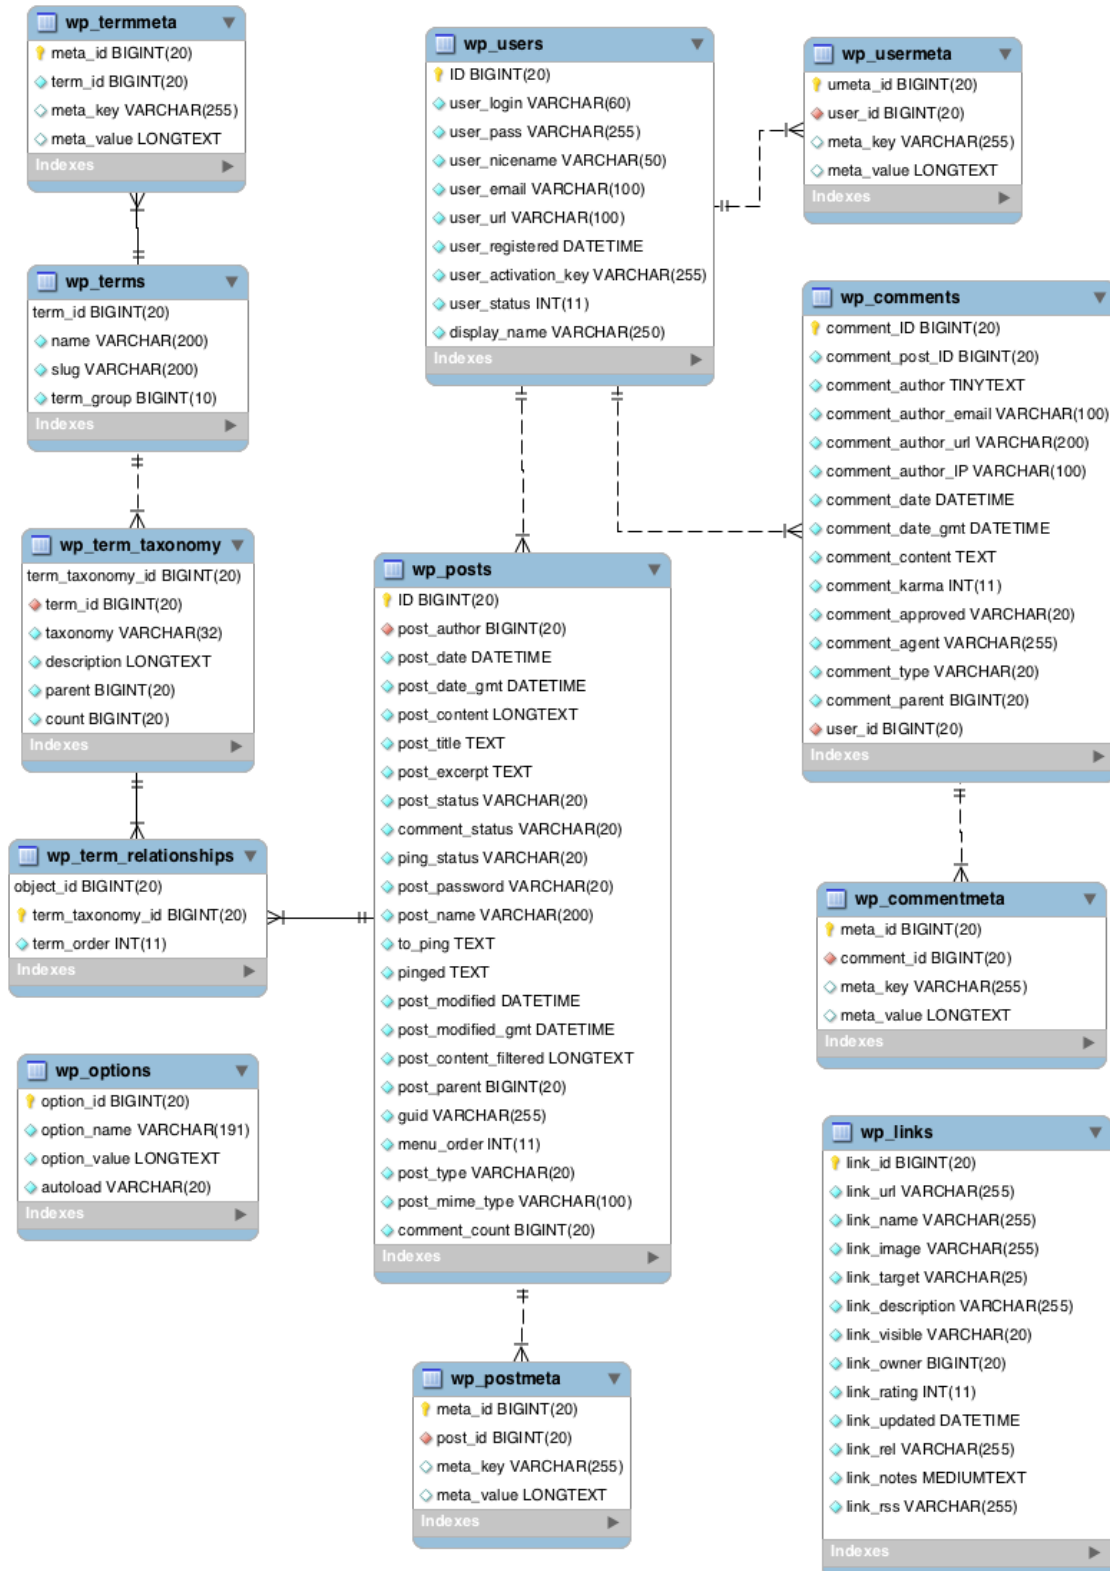 wp_termmeta
meta_id BIGINT(20)
term_id BIGINT(20)
meta_key VARCHAR(255)
meta_value LONGTEXT
Indexes
wp_terms
term_id BIGINT(20)
name VARCHAR(200)
slug VARCHAR(200)
term_group BIGINT(10)
Indexes
wp_term_taxonomy
term_taxonomy_id BIGINT(20)
term_id BIGINT(20)
taxonomy VARCHAR(32)
description LONGTEXT
parent BIGINT(20)
count BIGINT(20)
Indexes
wp_term_relationships
object_id BIGINT(20)
term_taxonomy_id BIGINT(20)
term_order INT(11)
Indexes
wp_options
option_id BIGINT(20)
option_name VARCHAR(191)
option_value LONGTEXT
autoload VARCHAR(20)
Indexes
wp_users
ID BIGINT(20)
user_login VARCHAR(60)
user_pass VARCHAR(255)
user_nicename VARCHAR(50)
user_email VARCHAR(100)
user_url VARCHAR(100)
user_registered DATETIME
user_activation_key VARCHAR(255)
user_status INT(11)
display_name VARCHAR(250)
Indexes
wp_posts
ID BIGINT(20)
post_author BIGINT(20)
post_date DATETIME
post_date_gmt DATETIME
post_content LONGTEXT
post_title TEXT
post_excerpt TEXT
post_status VARCHAR(20)
comment_status VARCHAR(20)
ping_status VARCHAR(20)
post_password VARCHAR(20)
post_name VARCHAR(200)
to_ping TEXT
pinged TEXT
post_modified DATETIME
post_modified_gmt DATETIME
post_content_filtered LONGTEXT
post_parent BIGINT(20)
guid VARCHAR(255)
menu_order INT(11)
post_type VARCHAR(20)
post_mime_type VARCHAR(100)
comment_count BIGINT(20)
Indexes
wp_postmeta
meta_id BIGINT(20)
post_id BIGINT(20)
meta_key VARCHAR(255)
meta_value LONGTEXT
Indexes
wp_usermeta
umeta_id BIGINT(20)
user_id BIGINT(20)
meta_key VARCHAR(255)
meta_value LONGTEXT
Indexes
wp_comments
comment_ID BIGINT(20)
comment_post_ID BIGINT(20)
comment_author TINYTEXT
comment_author_email VARCHAR(100)
comment_author_url VARCHAR(200)
comment_author_IP VARCHAR(100)
comment_date DATETIME
comment_date_gmt DATETIME
comment_content TEXT
comment_karma INT(11)
comment_approved VARCHAR(20)
comment_agent VARCHAR(255)
comment_type VARCHAR(20)
comment_parent BIGINT(20)
user_id BIGINT(20)
Indexes
wp_commentmeta
meta_id BIGINT(20)
comment_id BIGINT(20)
meta_key VARCHAR(255)
meta_value LONGTEXT
Indexes
wp_links
link_id BIGINT(20)
link_url VARCHAR(255)
link_name VARCHAR(255)
link_image VARCHAR(255)
link_target VARCHAR(25)
link_description VARCHAR(255)
link_visible VARCHAR(20)
link_owner BIGINT(20)
link_rating INT(11)
link_updated DATETIME
link_rel VARCHAR(255)
link_notes MEDIUMTEXT
link_rss VARCHAR(255)
Indexes